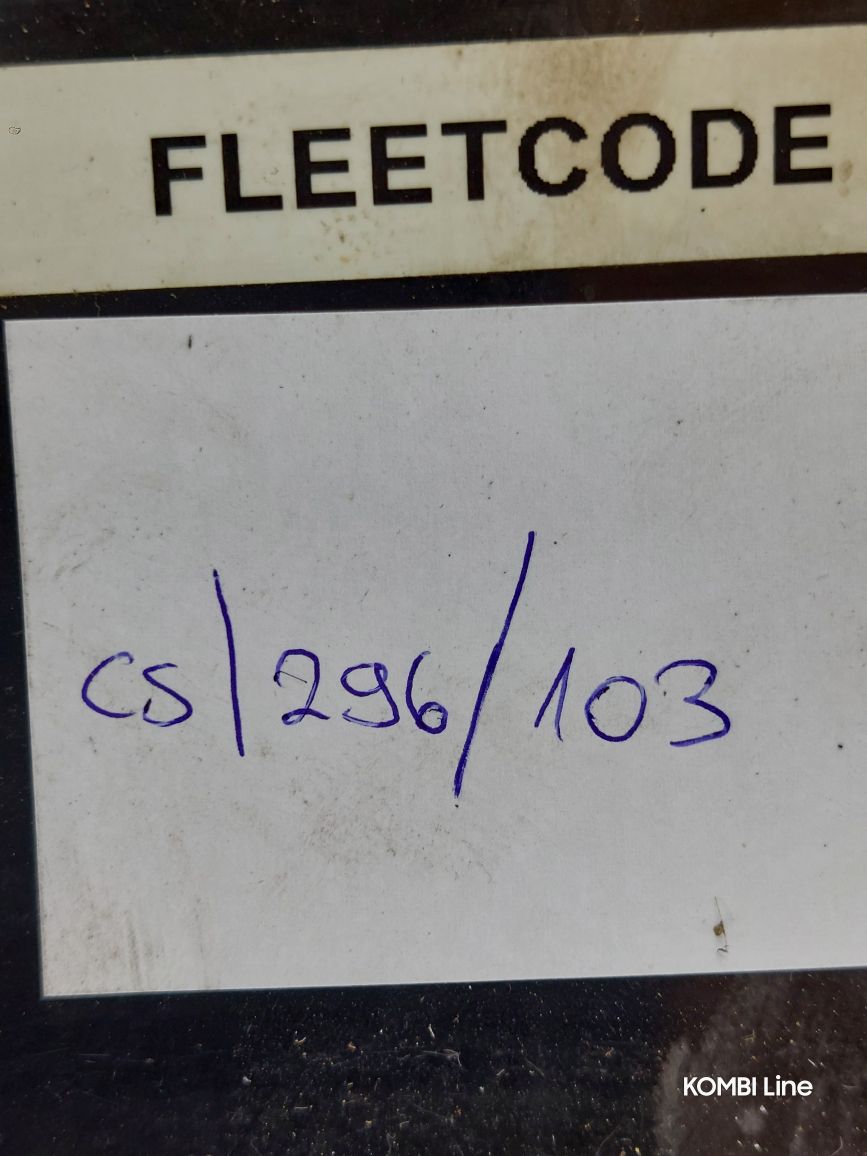 FLEETCODE
CS/296/103
KOMBI Line